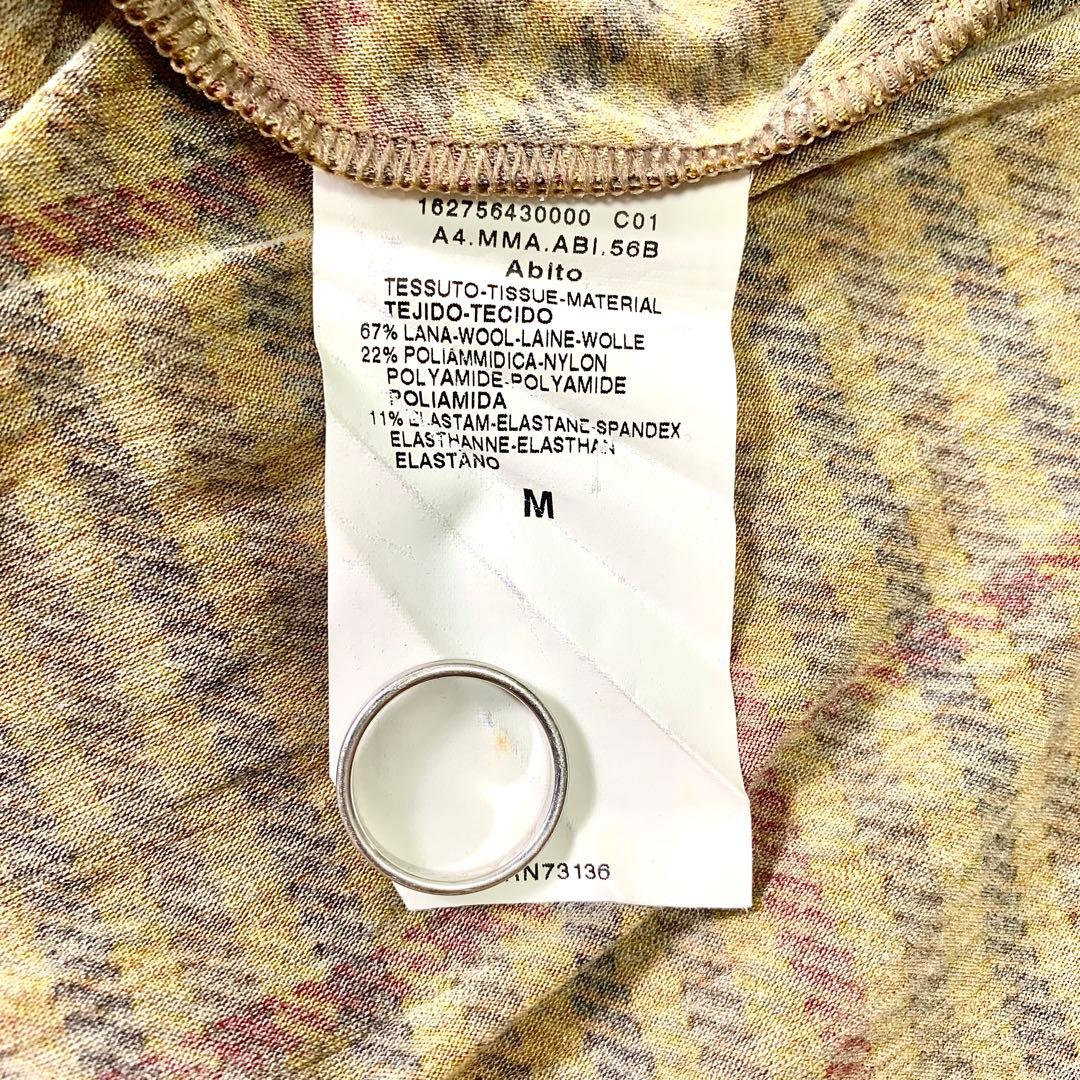 162756430000 C01
A4.MMA.ABI.56B
Abito
TESSUTO-TISSUE-MATERIAL
TEJIDO-TECIDO
67% LANA-WOOL-LAINE-WOLLE
22% POLIAMMIDICA-NYLON
POLYAMIDE-POLYAMIDE
POLIAMIDA
11% ELASTAM-ELASTANE-SPANDEX
ELASTHANNE-ELASTHAN
ELASTANO
M
RN73136